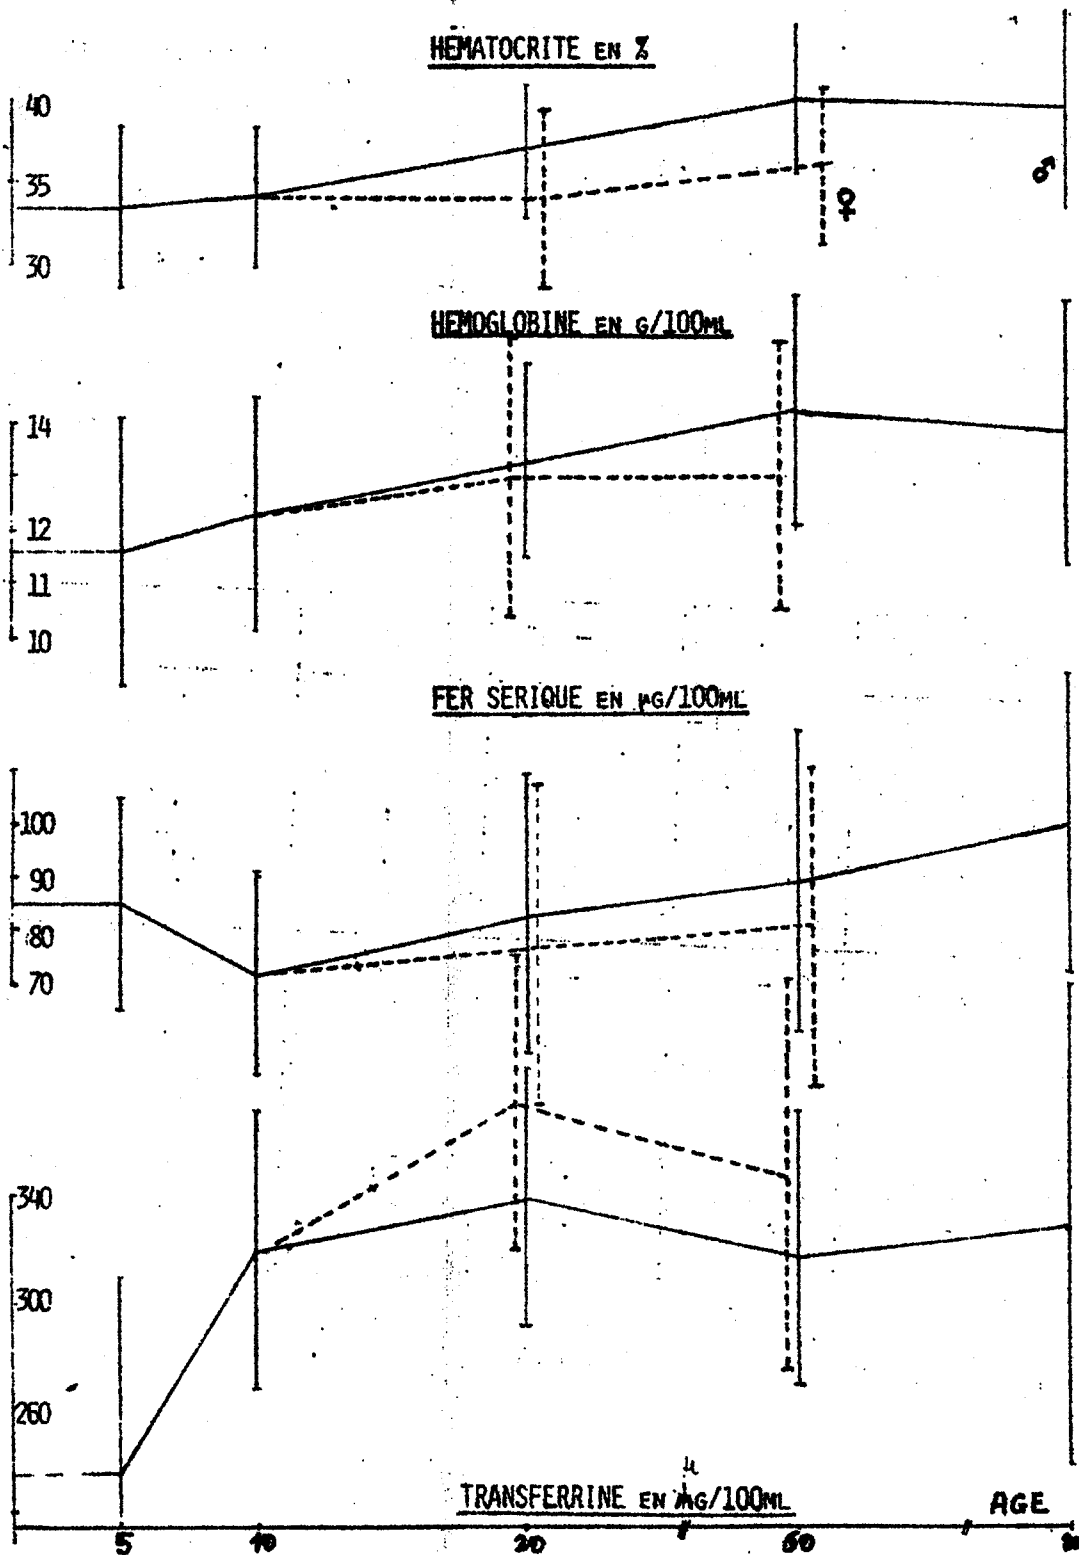 HEMATOCRITE EN %
40
35
30
♂
♀
HEMOGLOBINE EN G/100ML
14
12
11
10
FER SERIQUE EN µG/100ML
100
90
80
70
340
300
260
µ
TRANSFERRINE EN MG/100ML
AGE
5 10 20 60